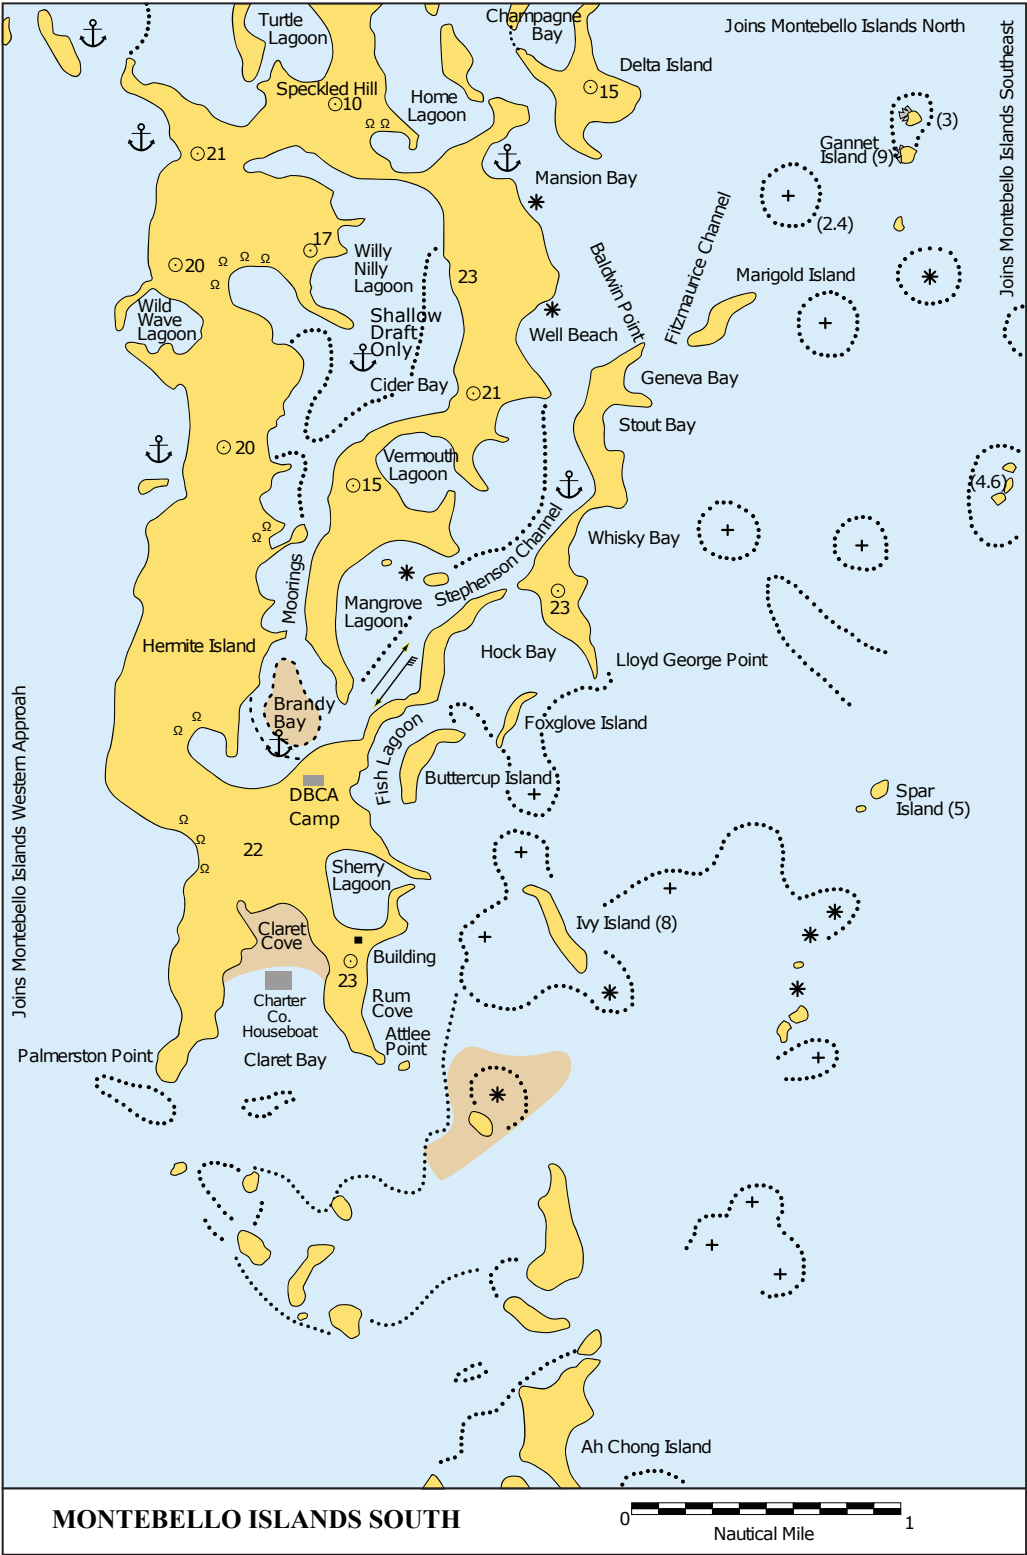 Turtle
Lagoon
Champagne
Bay
Joins Montebello Islands North
Joins Montebello Islands Southeast
Delta Island
Speckled Hill
10
15
Home
Lagoon
Ω Ω
(3)
Gannet
Island (9)
21
Mansion Bay
(2.4)
Fitzmaurice Channel
17
Willy
Nilly
Lagoon
20
Ω Ω Ω
Ω
23
Baldwin Point
Marigold Island
Wild
Wave
Lagoon
Shallow
Draft
Only
Well Beach
Cider Bay
21
Geneva Bay
Stout Bay
20
Vermouth
Lagoon
15
(4.6)
Ω
Ω
Stephenson Channel
Whisky Bay
Moorings
Mangrove
Lagoon
23
Hermite Island
Hock Bay
Lloyd George Point
Joins Montebello Islands Western Approah
Brandy
Bay
Ω
Ω
Fish Lagoon
Foxglove Island
Buttercup Island
DBCA
Camp
Spar
Island (5)
Ω
Ω
Ω
22
Sherry
Lagoon
Claret
Cove
Ivy Island (8)
Building
23
Charter
Co.
Houseboat
Rum
Cove
Attlee
Point
Palmerston Point
Claret Bay
Ah Chong Island
MONTEBELLO ISLANDS SOUTH
0
1
Nautical Mile